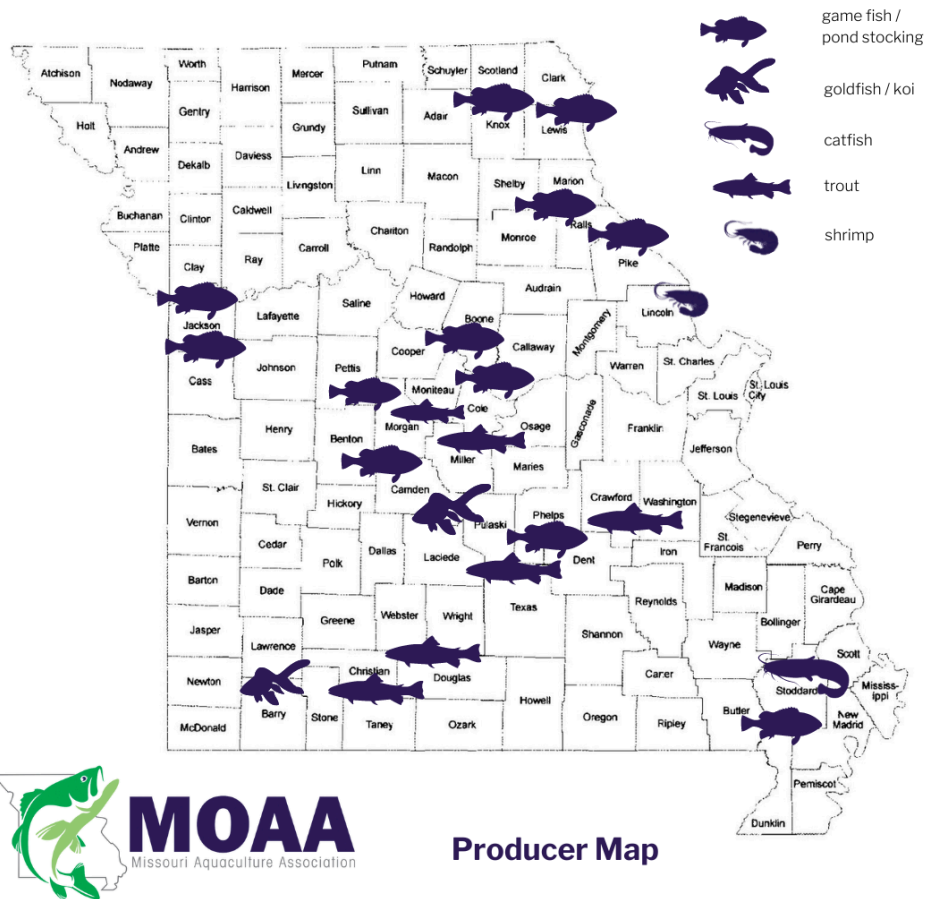 game fish /
pond stocking
goldfish / koi
catfish
trout
shrimp
Atchison
Nodaway
Worth
Harrison
Mercer
Putnam
Schuyler
Scotland
Clark
Gentry
Sullivan
Adair
Knox
Lewis
Holt
Andrew
Dekalb
Daviess
Grundy
Linn
Macon
Shelby
Marion
Livingston
Buchanan
Clinton
Caldwell
Chariton
Randolph
Monroe
Ralls
Platte
Clay
Ray
Carroll
Pike
Audrain
Howard
Saline
Boone
Lincoln
Jackson
Lafayette
Callaway
Montgomery
Cooper
Warren
St. Charles
Cass
Johnson
Pettis
Moniteau
Cole
St. Louis
St. Louis
City
Osage
Gasconade
Franklin
Henry
Benton
Morgan
Jefferson
Bates
Miller
Maries
St. Clair
Camden
Hickory
Crawford
Washington
Vernon
Pulaski
Phelps
Stegenevieve
St.
Francois
Perry
Cedar
Polk
Dallas
Laclede
Dent
Iron
Barton
Dade
Texas
Reynolds
Madison
Cape
Girardeau
Bollinger
Jasper
Greene
Webster
Wright
Shannon
Wayne
Lawrence
Scott
Newton
Christian
Douglas
Carter
Stoddard
Mississ-
ippi
McDonald
Barry
Stone
Taney
Ozark
Howell
Oregon
Ripley
Butler
New
Madrid
Pemiscot
Dunklin
MOAA
Missouri Aquaculture Association
Producer Map